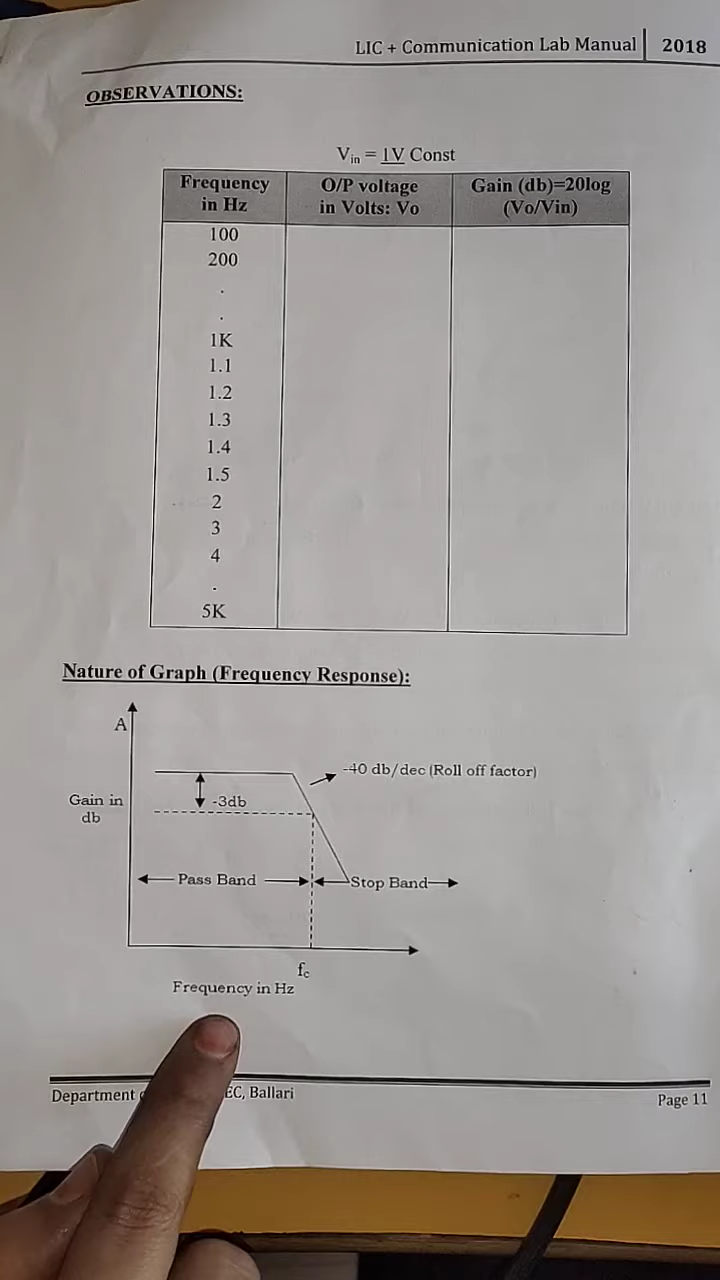 LIC + Communication Lab Manual 2018
OBSERVATIONS:
Vin = 1V Const
Frequency in Hz
O/P voltage in Volts: Vo
Gain (db)=20log (Vo/Vin)
100
200
.
.
1K
1.1
1.2
1.3
1.4
1.5
2
3
4
.
5K
Nature of Graph (Frequency Response):
A
-40 db/dec (Roll off factor)
-3db
Gain in
db
Pass Band
Stop Band
fc
Frequency in Hz
Department EC, Ballari
Page 11